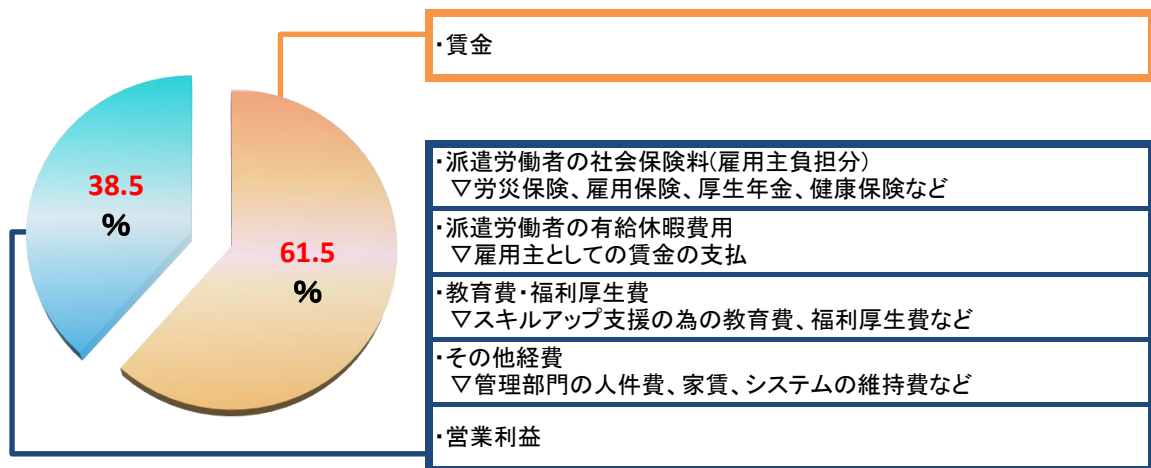 ・賃金
38.5
%
61.5
%
・派遣労働者の社会保険料(雇用主負担分)
▽労災保険、雇用保険、厚生年金、健康保険など
・派遣労働者の有給休暇費用
▽雇用主としての賃金の支払
・教育費・福利厚生費
▽スキルアップ支援の為の教育費、福利厚生費など
・その他経費
▽管理部門の人件費、家賃、システムの維持費など
・営業利益